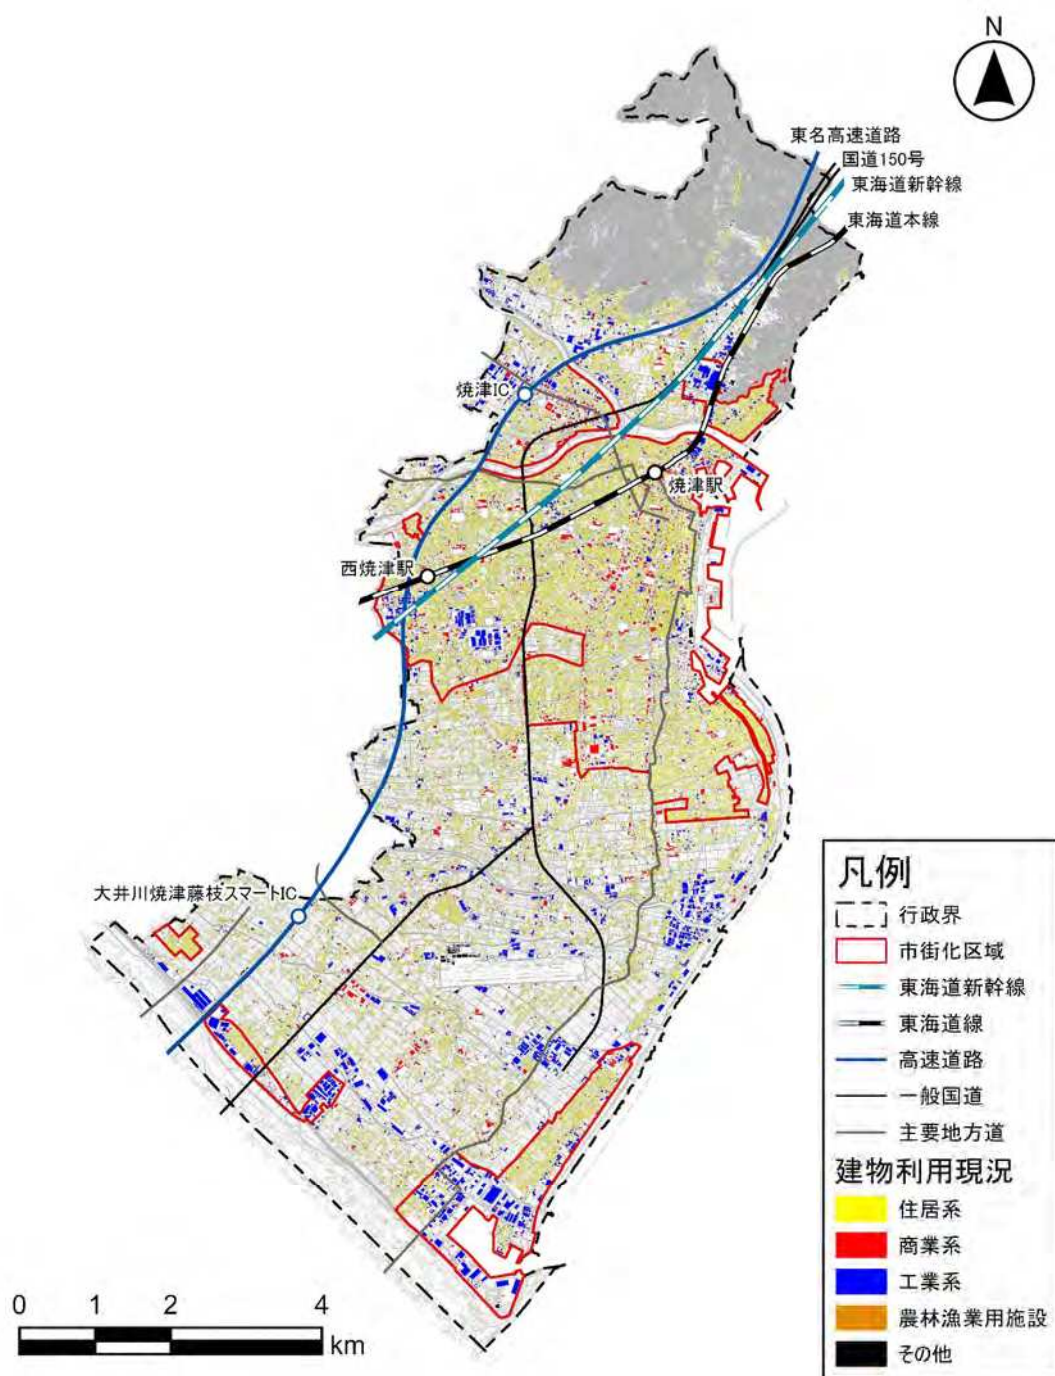 N
東名高速道路
国道150号
東海道新幹線
東海道本線
焼津IC
焼津駅
西焼津駅
大井川焼津藤枝スマートIC
凡例
行政界
市街化区域
東海道新幹線
東海道線
高速道路
一般国道
主要地方道
建物利用現況
住居系
商業系
工業系
農林漁業用施設
その他
0 1 2 4
km